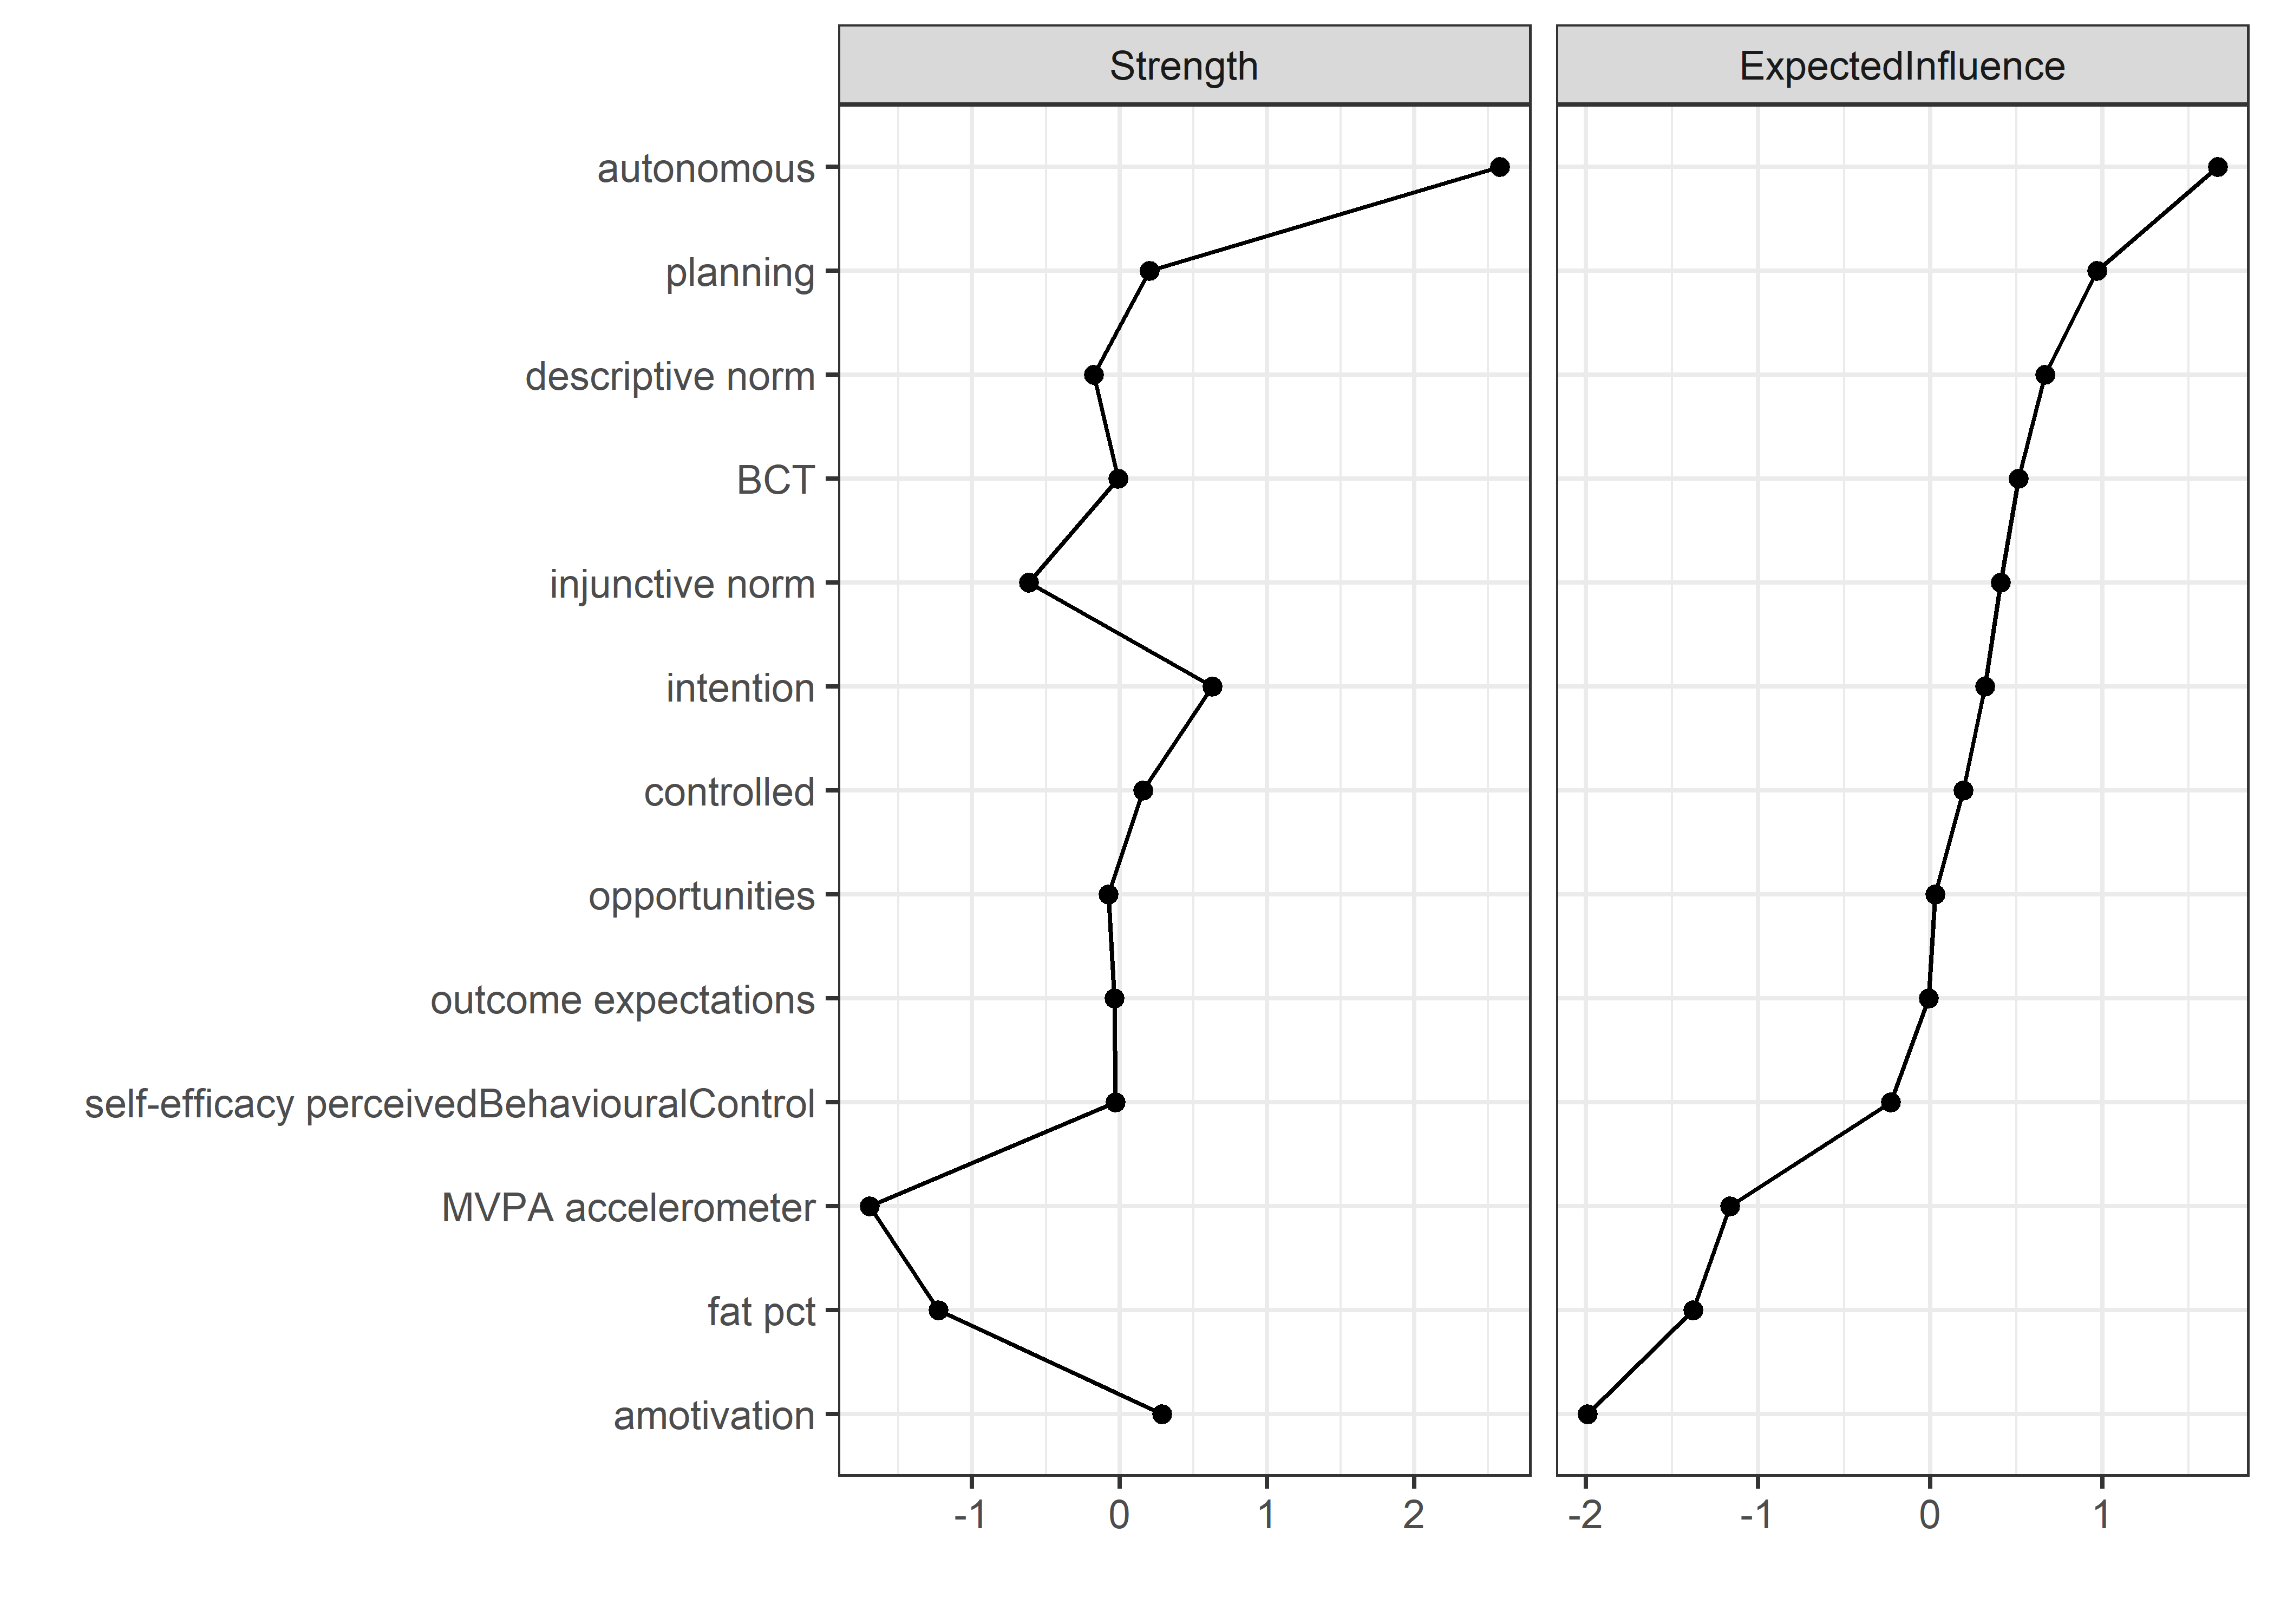 Strength ExpectedInfluence
autonomous
planning
descriptive norm
BCT
injunctive norm
intention
controlled
opportunities
outcome expectations
self-efficacy perceivedBehaviouralControl
MVPA accelerometer
fat pct
amotivation
-1 0 1 2 -2 -1 0 1